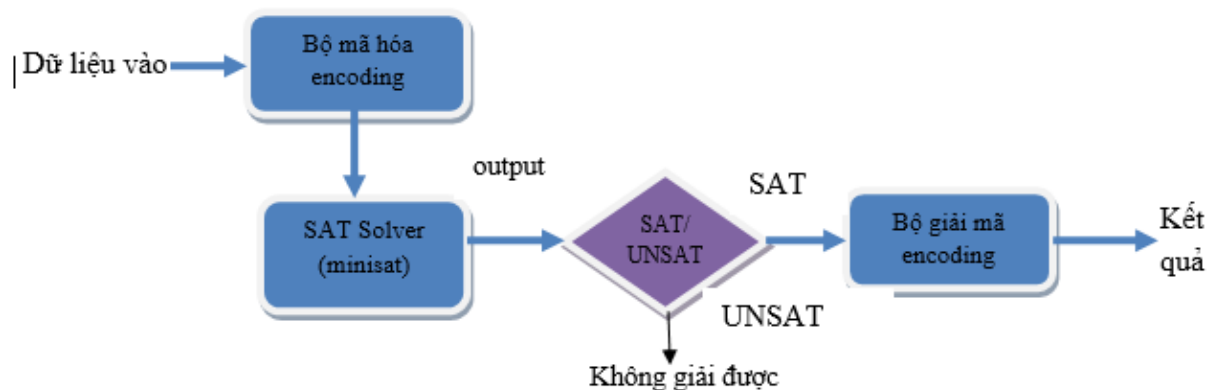 Dữ liệu vào
Bộ mã hóa
encoding
SAT Solver
(minisat)
output
SAT/
UNSAT
SAT
UNSAT
Không giải được
Bộ giải mã
encoding
Kết
quả